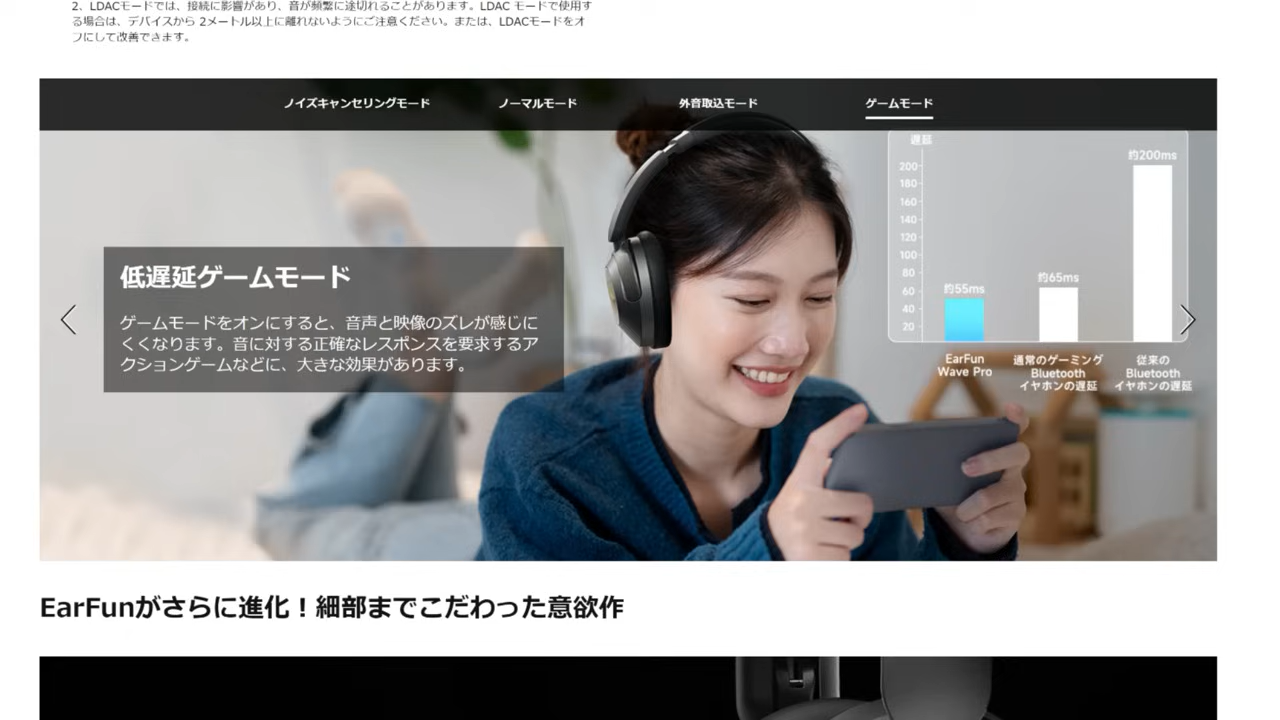 2、LDACモードでは、接続に影響があり、音が頻繁に途切れることがあります。LDAC モードで使用す
る場合は、デバイスから 2メートル以上に離れないようにご注意ください。または、LDACモードをオ
フにして改善できます。
ノイズキャンセリングモード
ノーマルモード
外音取込モード
ゲームモード
低遅延ゲームモード
ゲームモードをオンにすると、音声と映像のズレが感じに
くくなります。音に対する正確なレスポンスを要求するア
クションゲームなどに、大きな効果があります。
遅延
200
180
160
140
120
100
80
60
40
20
約55ms
約65ms
約200ms
EarFun
Wave Pro
通常のゲーミング
Bluetooth
イヤホンの遅延
従来の
Bluetooth
イヤホンの遅延
EarFunがさらに進化！細部までこだわった意欲作